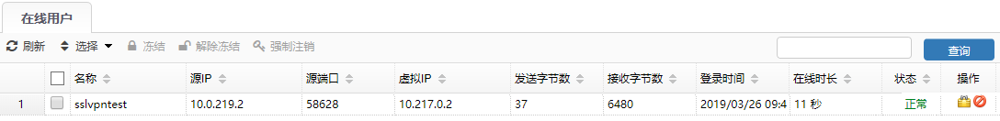 在线用户
刷新 选择 冻结 解除冻结 强制注销 查询
名称 源IP 源端口 虚拟IP 发送字节数 接收字节数 登录时间 在线时长 状态 操作
1 sslvpntest 10.0.219.2 58628 10.217.0.2 37 6480 2019/03/26 09:4 11 秒 正常